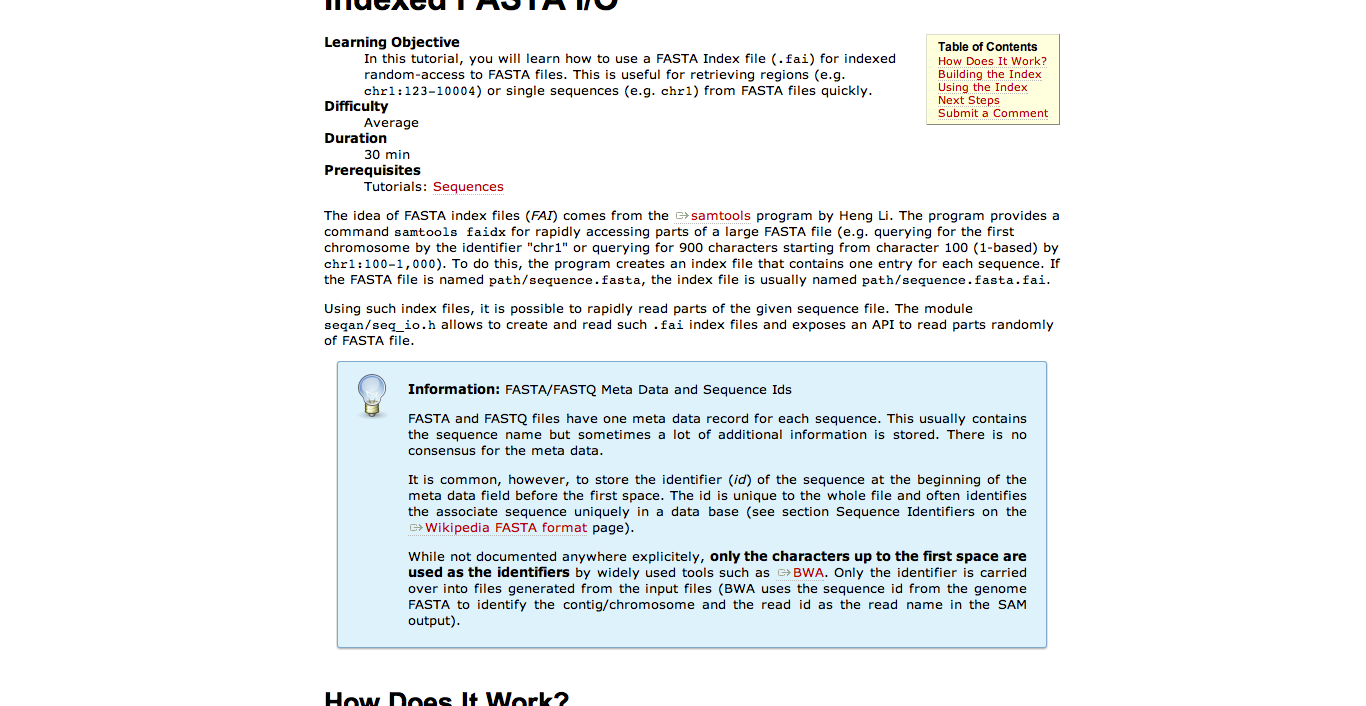 Indexed FASTA I/O
Learning Objective
In this tutorial, you will learn how to use a FASTA Index file (.fai) for indexed
random-access to FASTA files. This is useful for retrieving regions (e.g.
chr1:123-10004) or single sequences (e.g. chr1) from FASTA files quickly.
Difficulty
Average
Duration
30 min
Prerequisites
Tutorials: Sequences
Table of Contents
How Does It Work?
Building the Index
Using the Index
Next Steps
Submit a Comment
The idea of FASTA index files (FAI) comes from the samtools program by Heng Li. The program provides a
command samtools faidx for rapidly accessing parts of a large FASTA file (e.g. querying for the first
chromosome by the identifier "chr1" or querying for 900 characters starting from character 100 (1-based) by
chr1:100-1,000). To do this, the program creates an index file that contains one entry for each sequence. If
the FASTA file is named path/sequence.fasta, the index file is usually named path/sequence.fasta.fai.
Using such index files, it is possible to rapidly read parts of the given sequence file. The module
seqan/seq_io.h allows to create and read such .fai index files and exposes an API to read parts randomly
of FASTA file.
Information: FASTA/FASTQ Meta Data and Sequence Ids
FASTA and FASTQ files have one meta data record for each sequence. This usually contains
the sequence name but sometimes a lot of additional information is stored. There is no
consensus for the meta data.
It is common, however, to store the identifier (id) of the sequence at the beginning of the
meta data field before the first space. The id is unique to the whole file and often identifies
the associate sequence uniquely in a data base (see section Sequence Identifiers on the
Wikipedia FASTA format page).
While not documented anywhere explicitely, only the characters up to the first space are
used as the identifiers by widely used tools such as BWA. Only the identifier is carried
over into files generated from the input files (BWA uses the sequence id from the genome
FASTA to identify the contig/chromosome and the read id as the read name in the SAM
output).
How Does It Work?